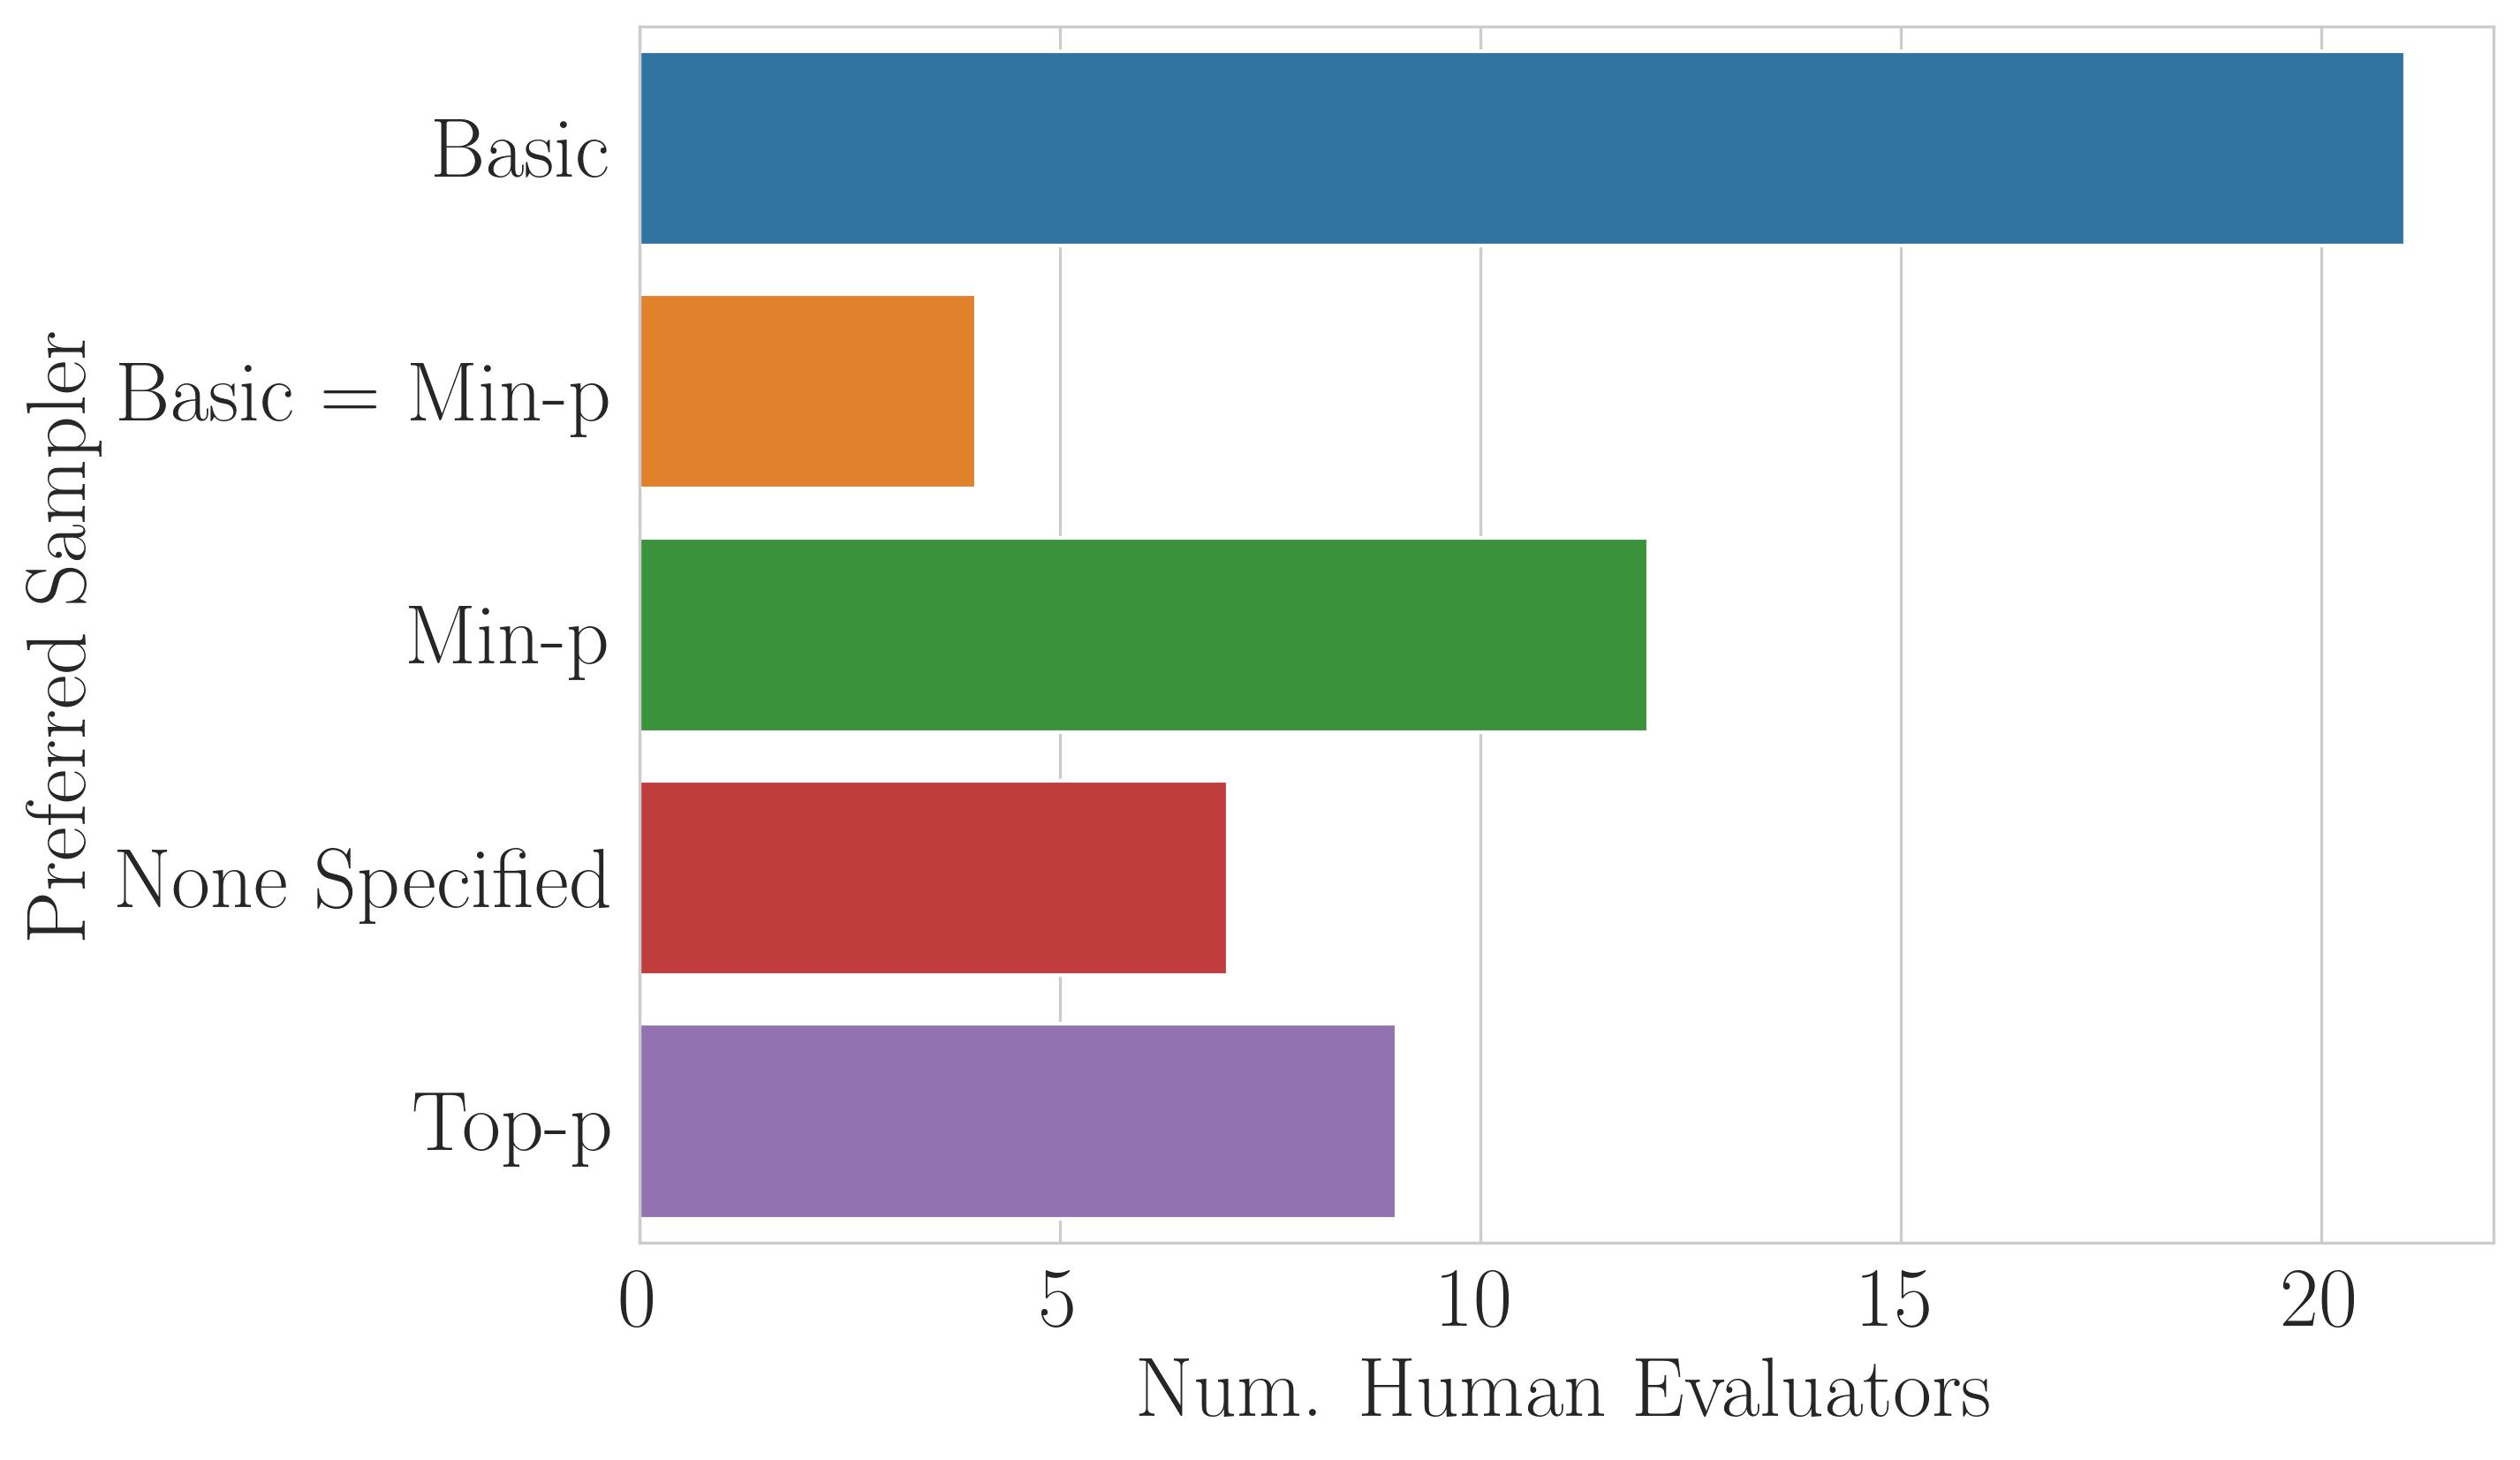 Preferred Sampler
Basic
Basic = Min-p
Min-p
None Specified
Top-p
0 5 10 15 20
Num. Human Evaluators